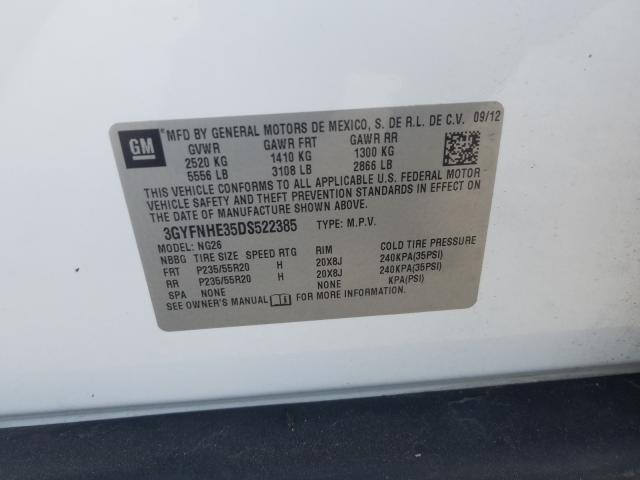 GM ® MFD BY GENERAL MOTORS DE MEXICO, S. DE R.L. DE C.V. 09/12
GVWR GAWR FRT GAWR RR
2520 KG 1410 KG 1300 KG
5556 LB 3108 LB 2866 LB
THIS VEHICLE CONFORMS TO ALL APPLICABLE U.S. FEDERAL MOTOR
VEHICLE SAFETY AND THEFT PREVENTION STANDARDS IN EFFECT ON
THE DATE OF MANUFACTURE SHOWN ABOVE.
3GYFNHE35DS522385 TYPE: M.P.V.
MODEL: NG26
NBBG TIRE SIZE SPEED RTG RIM COLD TIRE PRESSURE
FRT P235/55R20 H 20X8J 240KPA(35PSI)
RR P235/55R20 H 20X8J 240KPA(35PSI)
SPA NONE NONE KPA(PSI)
SEE OWNER'S MANUAL FOR MORE INFORMATION.